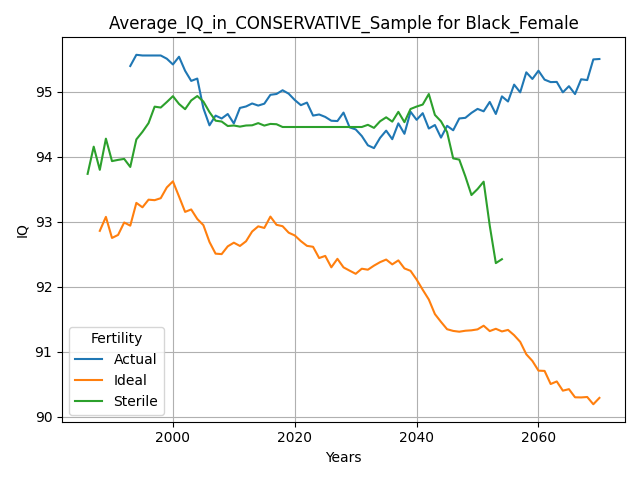 Average_IQ_in_CONSERVATIVE_Sample for Black_Female
IQ
95
94
93
92
91
90
Fertility
Actual
Ideal
Sterile
2000
2020
2040
2060
Years